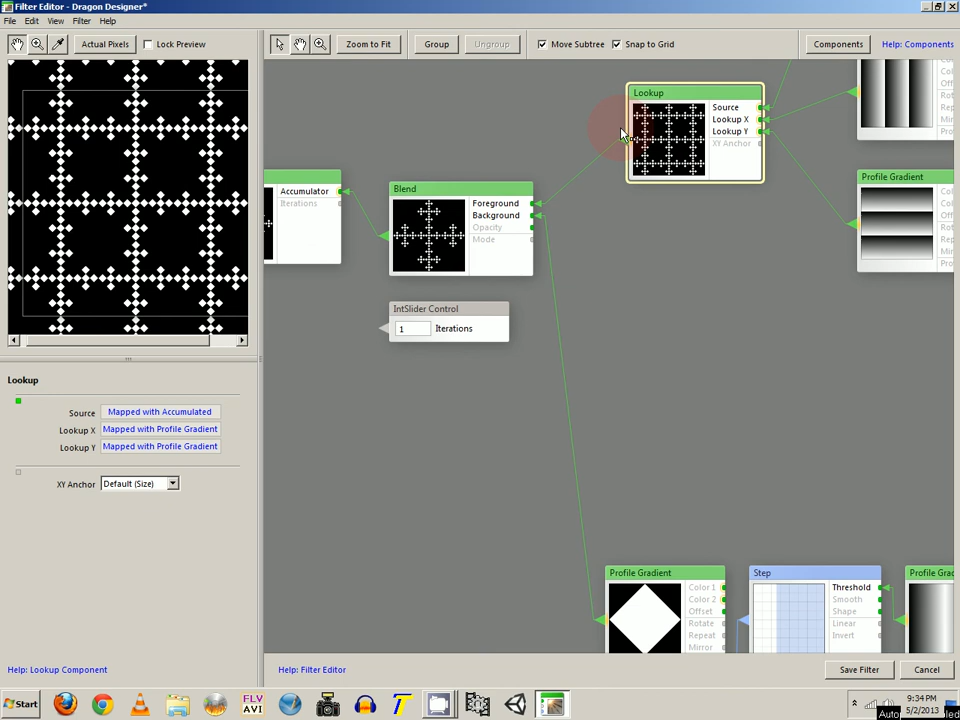 Filter Editor - Dragon Designer*
File Edit View Filter Help
Actual Pixels Lock Preview Zoom to Fit Group Ungroup Move Subtree Snap to Grid Components Help: Components
Lookup
Source
Lookup X
Lookup Y
XY Anchor
Profile Gradient
Accumulator
Iterations
Blend
Foreground
Background
Opacity
Mode
IntSlider Control
1 Iterations
Lookup
Source Mapped with Accumulated
Lookup X Mapped with Profile Gradient
Lookup Y Mapped with Profile Gradient
XY Anchor Default (Size)
Profile Gradient
Color 1
Color 2
Offset
Rotate
Repeat
Mirror
Step
Threshold
Smooth
Shape
Linear
Invert
Profile Grad
Help: Lookup Component Help: Filter Editor Save Filter Cancel
Start FLV AVI 9:34 PM
5/2/2013